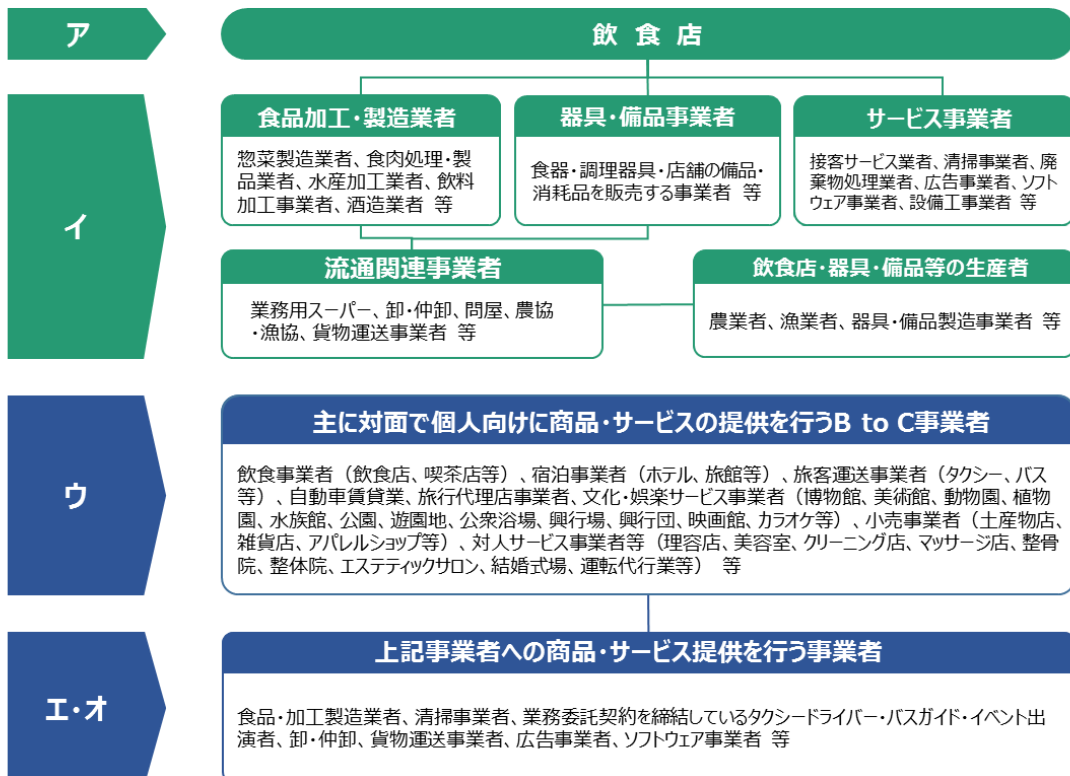 ア
飲 食 店
イ
食品加工・製造業者
惣菜製造業者、食肉処理・製
品業者、水産加工業者、飲料
加工事業者、酒造業者 等
器具・備品事業者
食器・調理器具・店舗の備品・
消耗品を販売する事業者 等
サービス事業者
接客サービス業者、清掃事業者、廃
棄物処理業者、広告事業者、ソフト
ウェア事業者、設備工事業者 等
流通関連事業者
業務用スーパー、卸・仲卸、問屋、農協
・漁協、貨物運送事業者 等
飲食店・器具・備品等の生産者
農業者、漁業者、器具・備品製造事業者 等
ウ
主に対面で個人向けに商品・サービスの提供を行うB to C事業者
飲食事業者（飲食店、喫茶店等）、宿泊事業者（ホテル、旅館等）、旅客運送事業者（タクシー、バス
等）、自動車賃貸業、旅行代理店事業者、文化・娯楽サービス事業者（博物館、美術館、動物園、植物
園、水族館、公園、遊園地、公衆浴場、興行場、興行団、映画館、カラオケ等）、小売事業者（土産物店、
雑貨店、アパレルショップ等）、対人サービス事業者等（理容店、美容室、クリーニング店、マッサージ店、整骨
院、整体院、エステティックサロン、結婚式場、運転代行業等） 等
エ・オ
上記事業者への商品・サービス提供を行う事業者
食品・加工製造業者、清掃事業者、業務委託契約を締結しているタクシードライバー・バスガイド・イベント出
演者、卸・仲卸、貨物運送事業者、広告事業者、ソフトウェア事業者 等